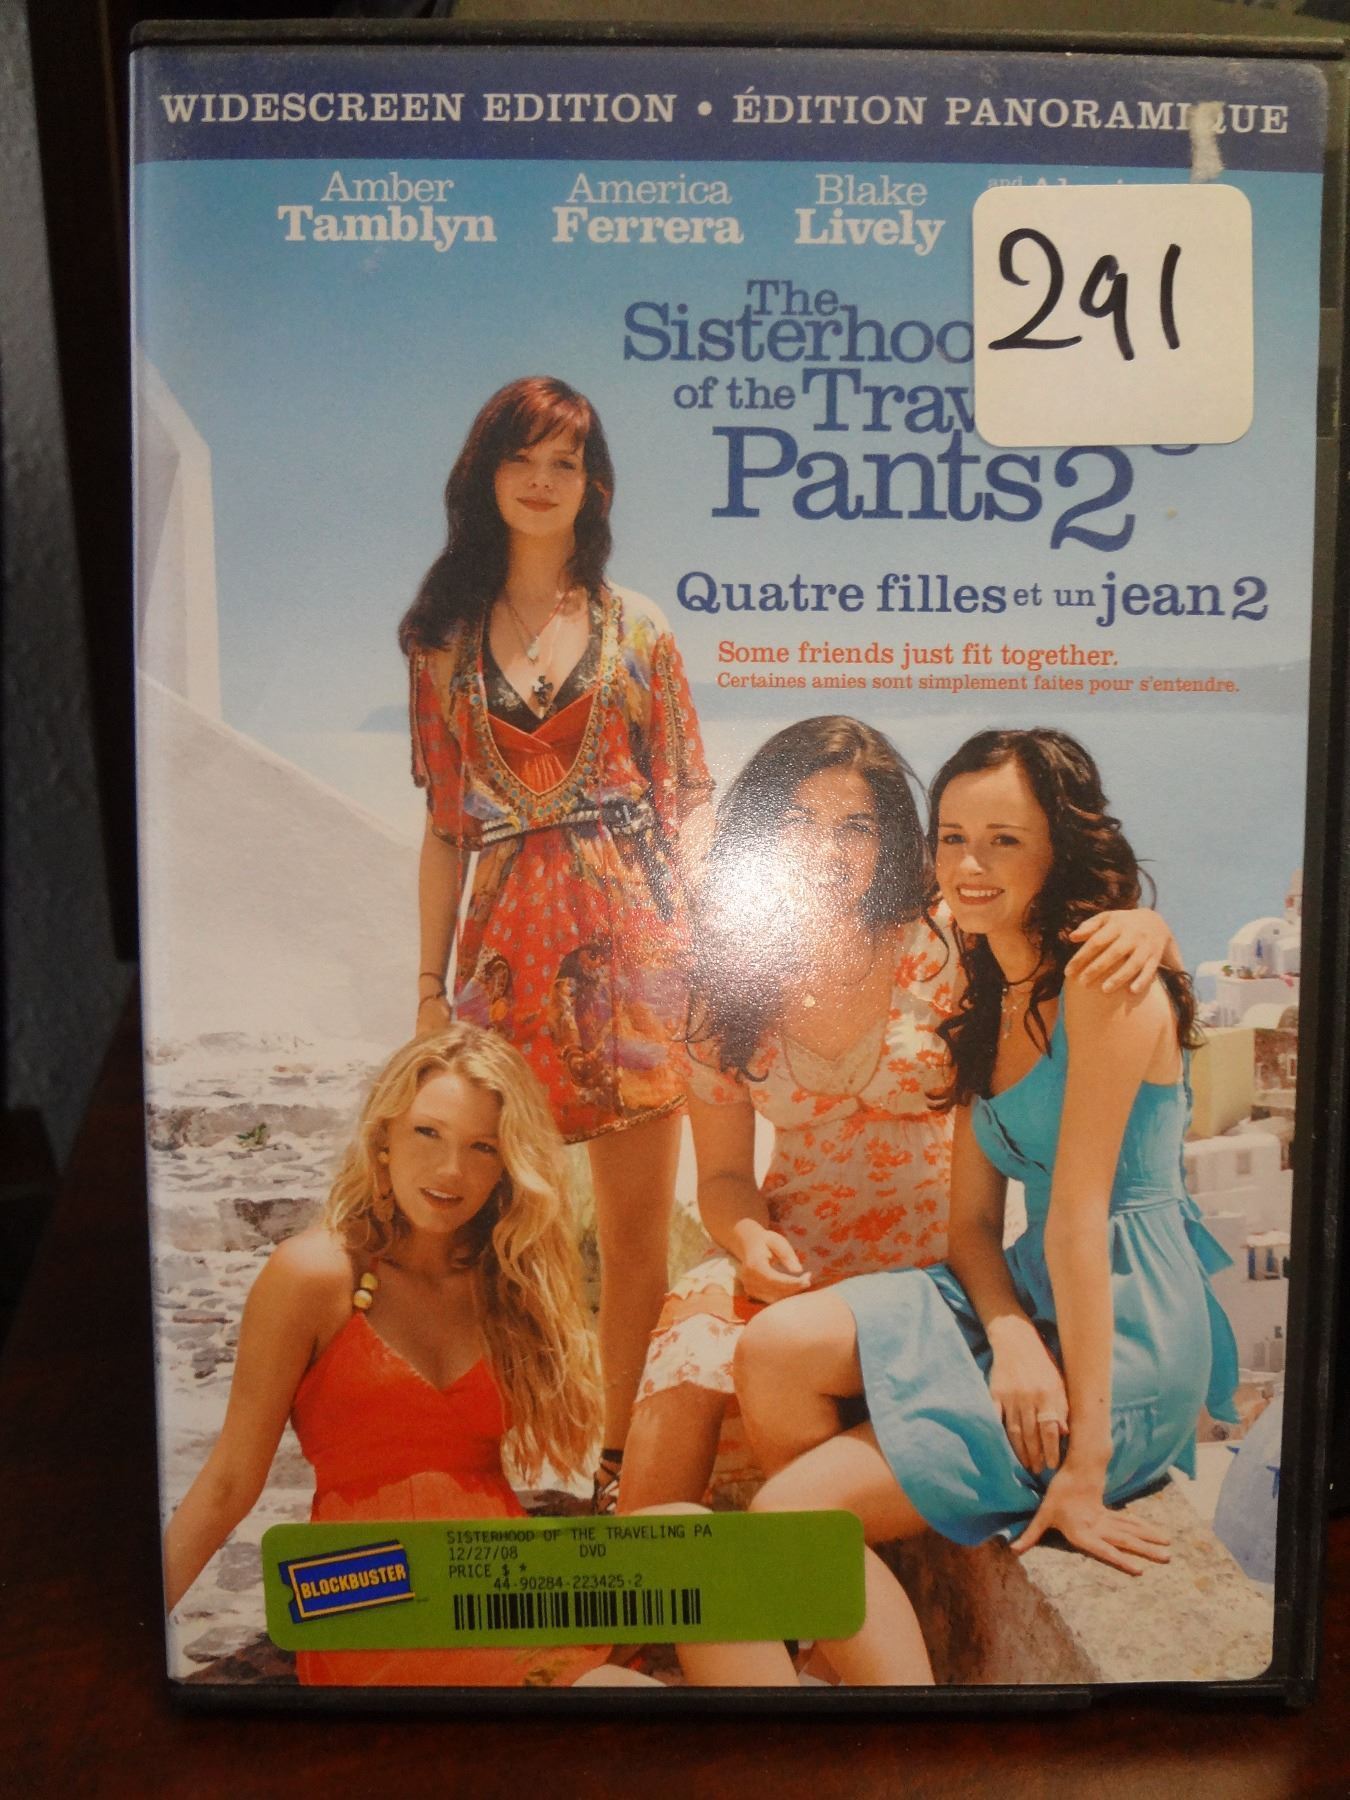 WIDESCREEN EDITION • ÉDITION PANORAMIQUE
Amber Tamblyn
America Ferrera
Blake Lively
and
291
The
Sisterhoo
of the Trav
Pants 2
Quatre filles et un jean 2
Some friends just fit together.
Certaines amies sont simplement faites pour s'entendre.
BLOCKBUSTER
SISTERHOOD OF THE TRAVELING PA
12/27/08 DVD
PRICE $ *
44-90284-223425-2